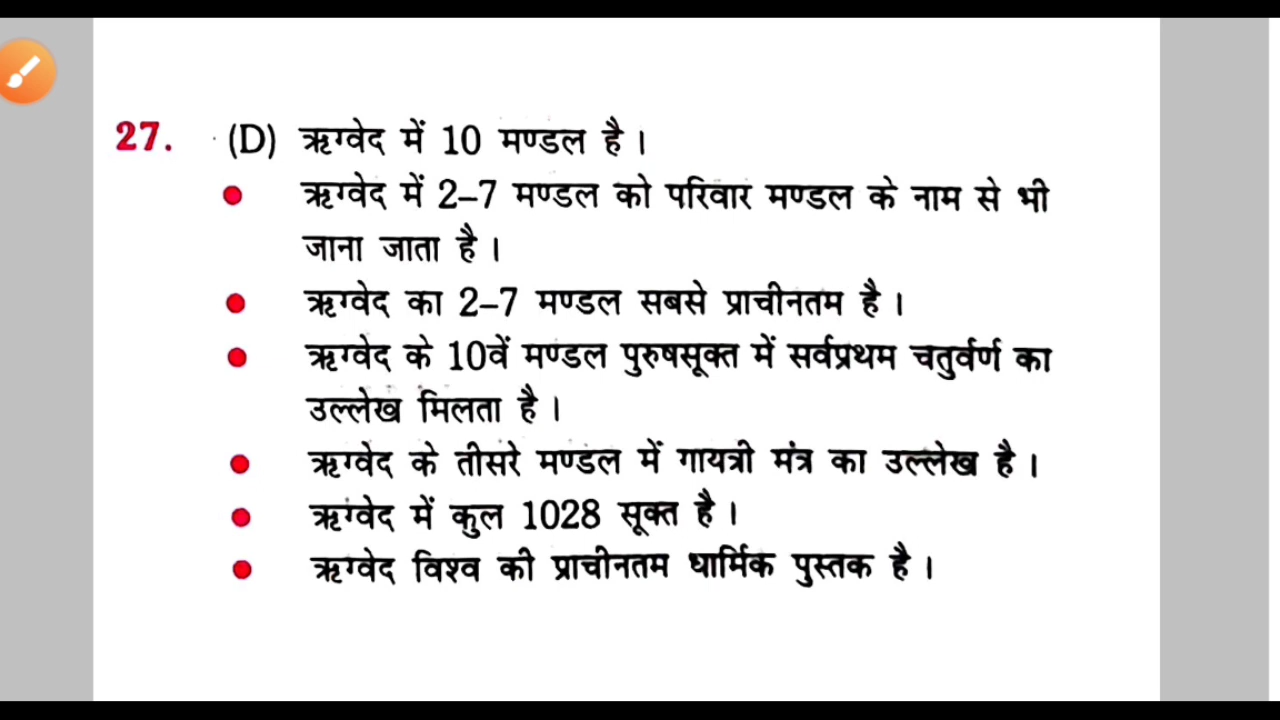 27. (D) ऋग्वेद में 10 मण्डल है।
• ऋग्वेद में 2–7 मण्डल को परिवार मण्डल के नाम से भी
जाना जाता है।
• ऋग्वेद का 2–7 मण्डल सबसे प्राचीनतम है।
• ऋग्वेद के 10वें मण्डल पुरुषसूक्त में सर्वप्रथम चतुर्वर्ण का
उल्लेख मिलता है।
• ऋग्वेद के तीसरे मण्डल में गायत्री मंत्र का उल्लेख है।
• ऋग्वेद में कुल 1028 सूक्त है।
• ऋग्वेद विश्व की प्राचीनतम धार्मिक पुस्तक है।